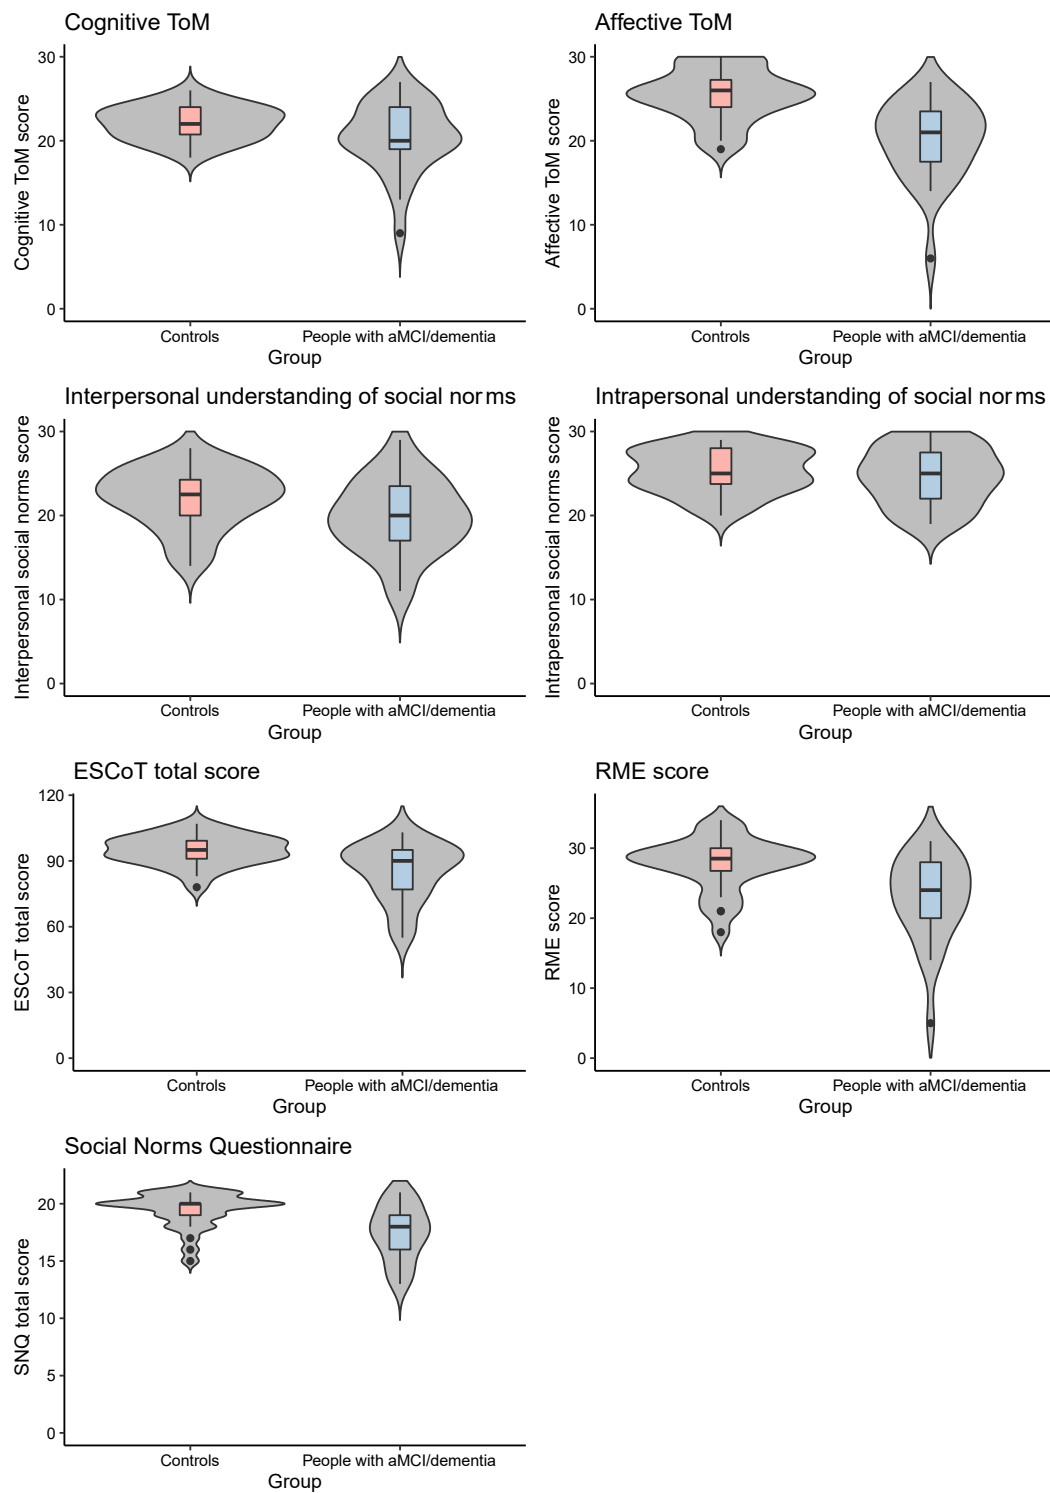 Cognitive ToM
Cognitive ToM score
30
20
10
0
Controls
People with aMCI/dementia
Group
Affective ToM
Affective ToM score
30
20
10
0
Controls
People with aMCI/dementia
Group
Interpersonal understanding of social norms
Interpersonal social norms score
30
20
10
0
Controls
People with aMCI/dementia
Group
Intrapersonal understanding of social norms
Intrapersonal social norms score
30
20
10
0
Controls
People with aMCI/dementia
Group
ESCoT total score
ESCoT total score
120
90
60
30
0
Controls
People with aMCI/dementia
Group
RME score
RME score
30
20
10
0
Controls
People with aMCI/dementia
Group
Social Norms Questionnaire
SNQ total score
20
15
10
5
0
Controls
People with aMCI/dementia
Group